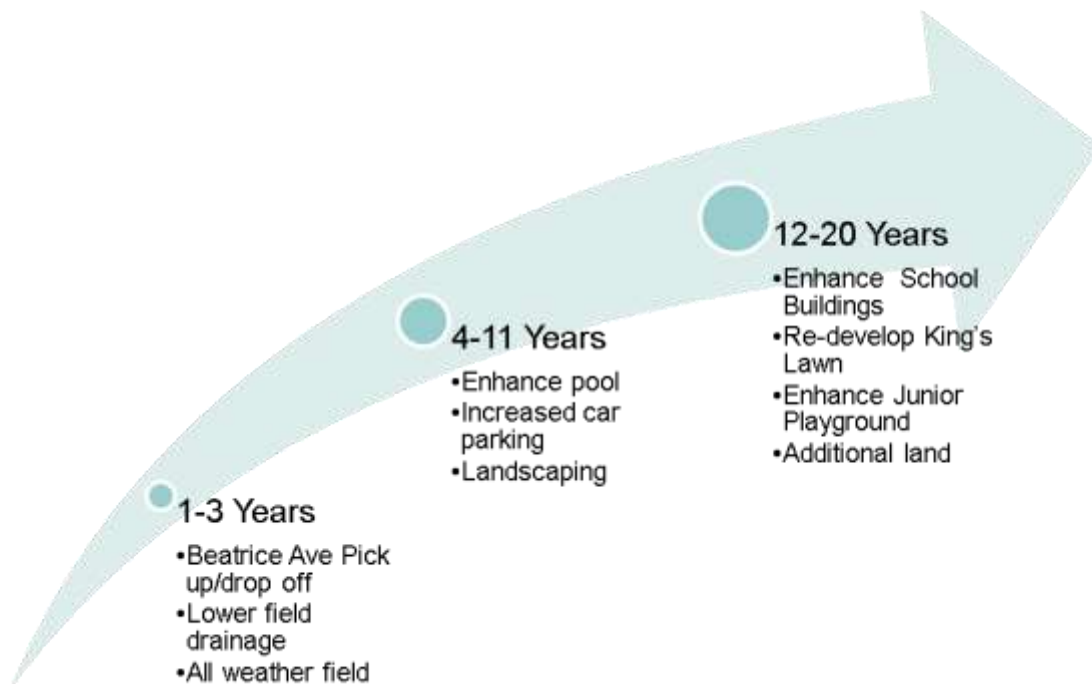 1-3 Years
•Beatrice Ave Pick
up/drop off
•Lower field
drainage
•All weather field
4-11 Years
•Enhance pool
•Increased car
parking
•Landscaping
12-20 Years
•Enhance School
Buildings
•Re-develop King's
Lawn
•Enhance Junior
Playground
•Additional land